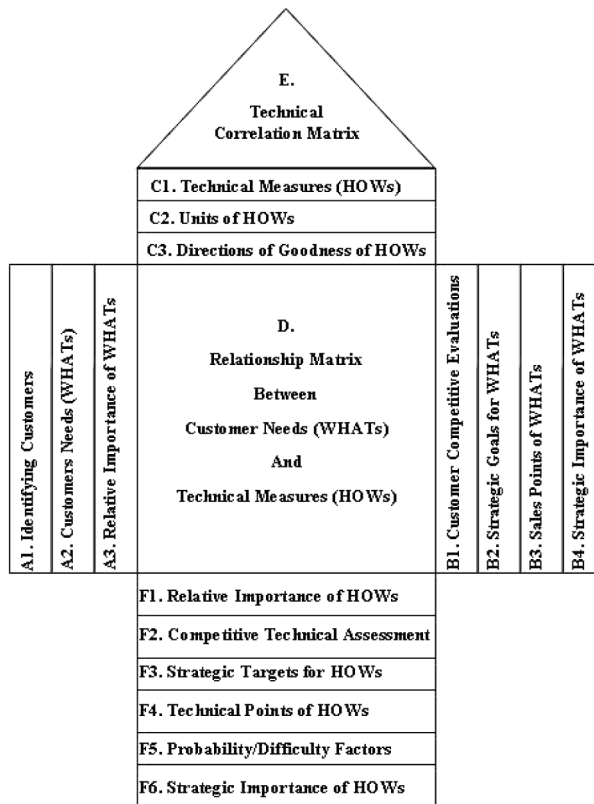 E.
Technical
Correlation Matrix
C1. Technical Measures (HOWs)
C2. Units of HOWs
C3. Directions of Goodness of HOWs
A1. Identifying Customers
A2. Customers Needs (WHATs)
A3. Relative Importance of WHATs
D.
Relationship Matrix
Between
Customer Needs (WHATs)
And
Technical Measures (HOWs)
B1. Customer Competitive Evaluations
B2. Strategic Goals for WHATs
B3. Sales Points of WHATs
B4. Strategic Importance of WHATs
F1. Relative Importance of HOWs
F2. Competitive Technical Assessment
F3. Strategic Targets for HOWs
F4. Technical Points of HOWs
F5. Probability/Difficulty Factors
F6. Strategic Importance of HOWs